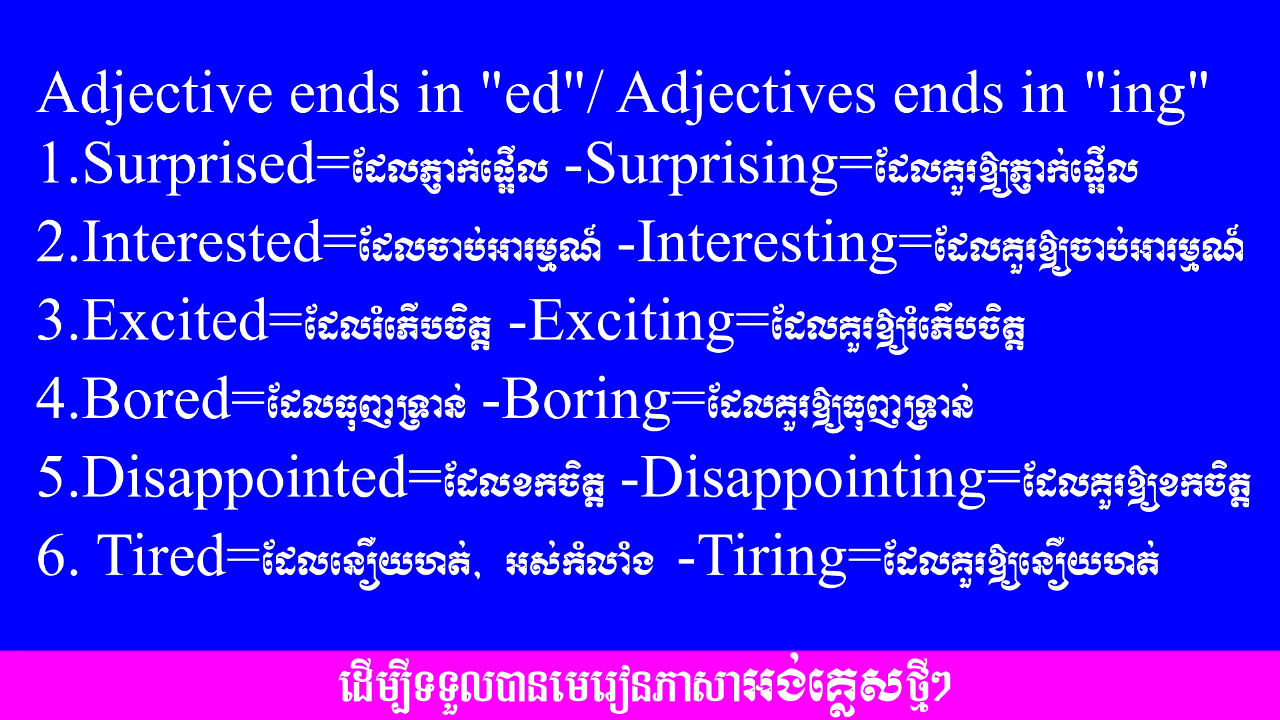 Adjective ends in "ed"/ Adjectives ends in "ing"
1.Surprised=ដែលភ្ញាក់ផ្អើល -Surprising=ដែលគួរឱ្យភ្ញាក់ផ្អើល
2.Interested=ដែលចាប់អារម្មណ៍ -Interesting=ដែលគួរឱ្យចាប់អារម្មណ៍
3.Excited=ដែលរំភើបចិត្ត -Exciting=ដែលគួរឱ្យរំភើបចិត្ត
4.Bored=ដែលធុញទ្រាន់ -Boring=ដែលគួរឱ្យធុញទ្រាន់
5.Disappointed=ដែលខកចិត្ត -Disappointing=ដែលគួរឱ្យខកចិត្ត
6. Tired=ដែលនឿយហត់, អស់កំលាំង -Tiring=ដែលគួរឱ្យនឿយហត់
ដើម្បីទទួលបានមេរៀនភាសាអង់គ្លេសថ្មីៗ